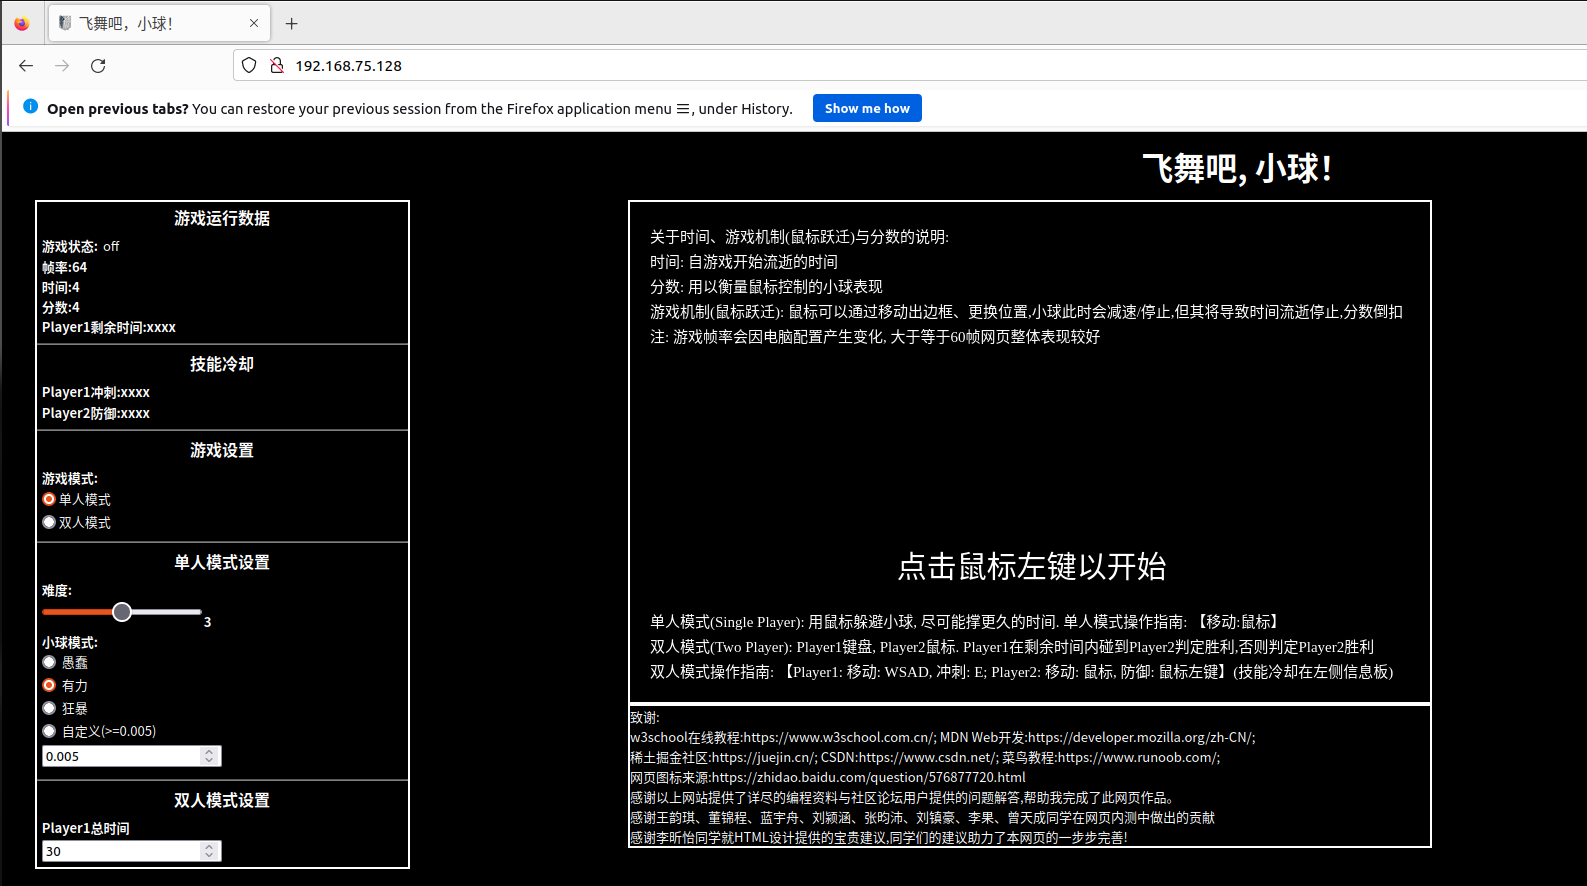 飞舞吧，小球！
192.168.75.128
Open previous tabs? You can restore your previous session from the Firefox application menu ☰, under History.
Show me how
飞舞吧, 小球!
游戏运行数据
游戏状态: off
帧率:64
时间:4
分数:4
Player1剩余时间:xxxx
技能冷却
Player1冲刺:xxxx
Player2防御:xxxx
游戏设置
游戏模式:
单人模式
双人模式
单人模式设置
难度:
3
小球模式:
愚蠢
有力
狂暴
自定义(>=0.005)
0.005
双人模式设置
Player1总时间
30
关于时间、游戏机制(鼠标跃迁)与分数的说明:
时间: 自游戏开始流逝的时间
分数: 用以衡量鼠标控制的小球表现
游戏机制(鼠标跃迁): 鼠标可以通过移动出边框、更换位置,小球此时会减速/停止,但其将导致时间流逝停止,分数倒扣
注: 游戏帧率会因电脑配置产生变化, 大于等于60帧网页整体表现较好
点击鼠标左键以开始
单人模式(Single Player): 用鼠标躲避小球, 尽可能撑更久的时间. 单人模式操作指南: 【移动:鼠标】
双人模式(Two Player): Player1键盘, Player2鼠标. Player1在剩余时间内碰到Player2判定胜利,否则判定Player2胜利
双人模式操作指南: 【Player1: 移动: WSAD, 冲刺: E; Player2: 移动: 鼠标, 防御: 鼠标左键】(技能冷却在左侧信息板)
致谢:
w3school在线教程:https://www.w3school.com.cn/; MDN Web开发:https://developer.mozilla.org/zh-CN/;
稀土掘金社区:https://juejin.cn/; CSDN:https://www.csdn.net/; 菜鸟教程:https://www.runoob.com/;
网页图标来源:https://zhidao.baidu.com/question/576877720.html
感谢以上网站提供了详尽的编程资料与社区论坛用户提供的问题解答,帮助我完成了此网页作品。
感谢王韵琪、董锦程、蓝宇舟、刘颍涵、张昀沛、刘镇豪、李果、曾天成同学在网页内测中做出的贡献
感谢李昕怡同学就HTML设计提供的宝贵建议,同学们的建议助力了本网页的一步步完善!